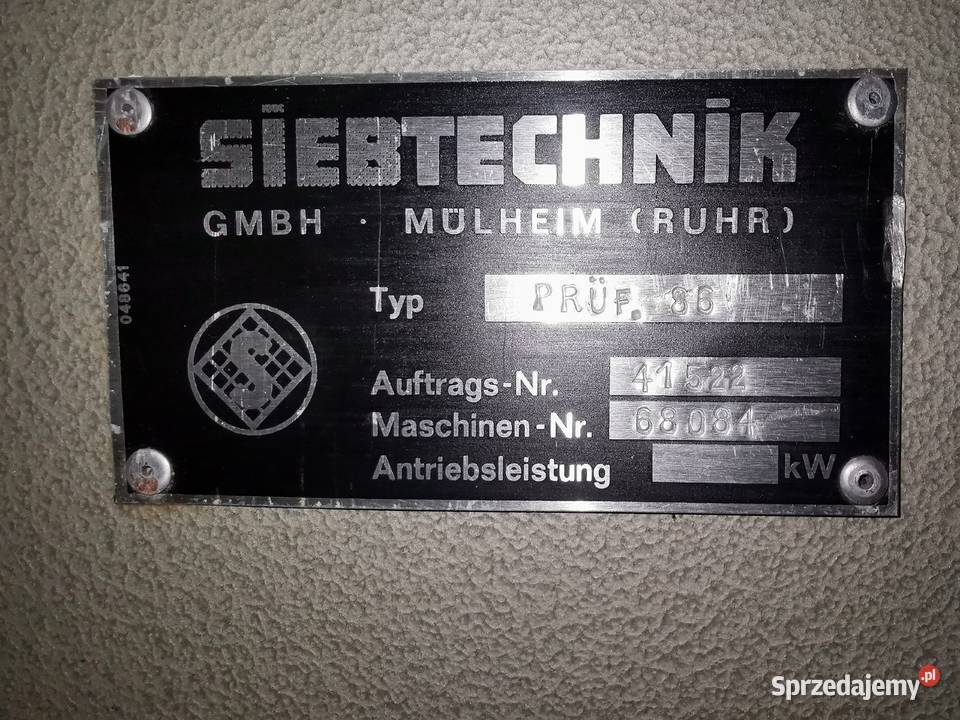 SIEBTECHNIK
GMBH · MÜLHEIM (RUHR)
048641
Typ PRÜF. 86
Auftrags-Nr. 41522
Maschinen-Nr. 68084
Antriebsleistung kW
S
Sprzedajemy.pl